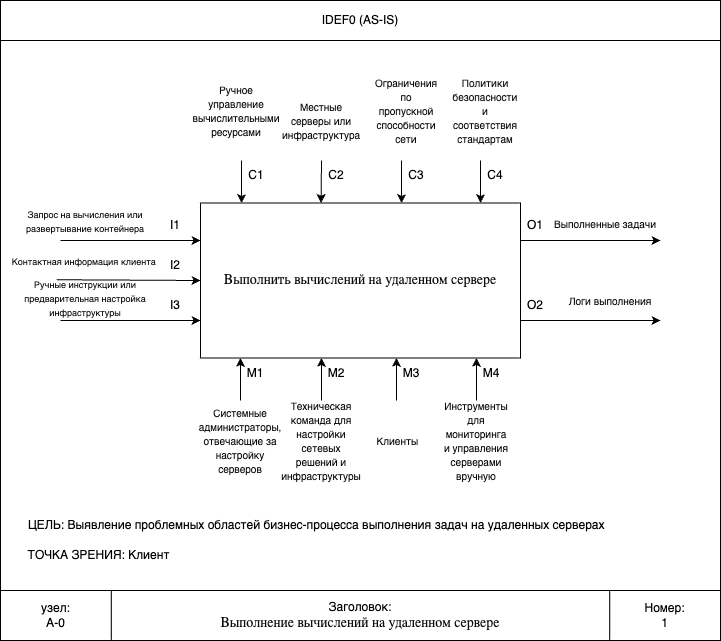 IDEF0 (AS-IS)
Ручное
управление
вычислительными
ресурсами
Местные
серверы или
инфраструктура
Ограничения
по
пропускной
способности
сети
Политики
безопасности
и
соответствия
стандартам
C1
C2
C3
C4
Запрос на вычисления или
развертывание контейнера
I1
Контактная информация клиента
I2
Ручные инструкции или
предварительная настройка
инфраструктуры
I3
Выполнить вычислений на удаленном сервере
O1
Выполненные задачи
O2
Логи выполнения
M1
M2
M3
M4
Системные
администраторы,
отвечающие за
настройку
серверов
Техническая
команда для
настройки
сетевых
решений и
инфраструктуры
Клиенты
Инструменты
для
мониторинга
и управления
серверами
вручную
ЦЕЛЬ: Выявление проблемных областей бизнес-процесса выполнения задач на удаленных серверах
ТОЧКА ЗРЕНИЯ: Клиент
узел:
A-0
Заголовок:
Выполнение вычислений на удаленном сервере
Номер:
1